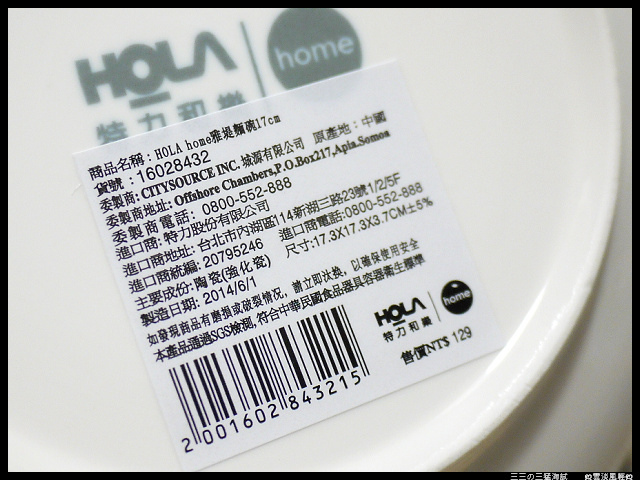 HOLA home
特力和樂
商品名稱：HOLA home雅堤麵碗17cm
貨號：16028432 原產地：中國
委製商：CITYSOURCE INC. 城源有限公司
委製商地址：Offshore Chambers,P.O.Box217,Apia.Somoa
委製商電話：0800-552-888
進口商：特力股份有限公司
進口商地址：台北市內湖區114新湖三路23號1/2/5F
進口商統編：20795246 進口商電話：0800-552-888
主要成份：陶瓷(強化瓷) 尺寸：17.3X17.3X3.7CM±5%
製造日期：2014/6/1
如發現商品有磨損或破裂情況，請立即汰換，以確保使用安全
本產品通過SGS檢測，符合中華民國食品器具容器衛生標準
HOLA home
特力和樂
售價NT$ 129
2 001602 843215
三三の三猛海賦